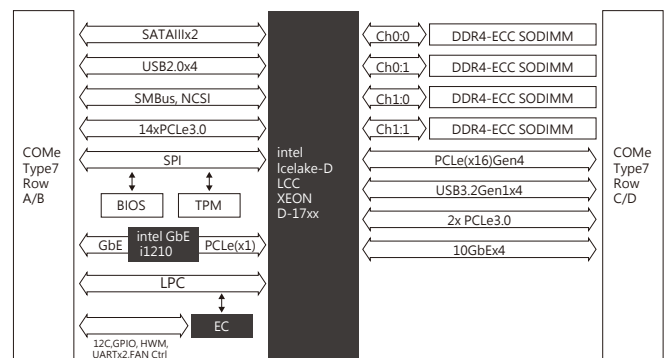 COMe
Type7
Row
A/B
SATAIIIx2
USB2.0x4
SMBus, NCSI
14xPCLe3.0
SPI
BIOS
TPM
GbE
intel GbE
i1210
PCLe(x1)
LPC
EC
12C,GPIO, HWM,
UARTx2,FAN Ctrl
intel
Icelake-D
LCC
XEON
D-17xx
Ch0:0
DDR4-ECC SODIMM
Ch0:1
DDR4-ECC SODIMM
Ch1:0
DDR4-ECC SODIMM
Ch1:1
DDR4-ECC SODIMM
PCLe(x16)Gen4
USB3.2Gen1x4
2x PCLe3.0
10GbEx4
COMe
Type7
Row
C/D